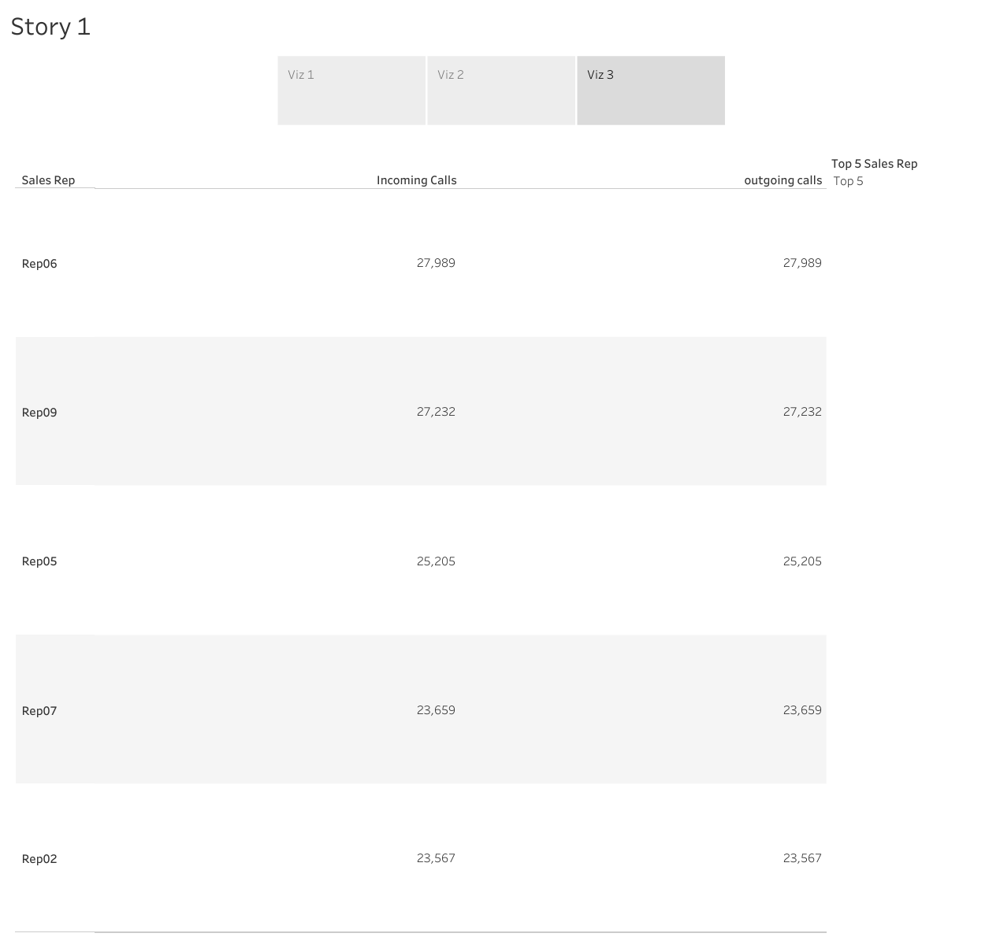 Story 1
Viz 1 Viz 2 Viz 3
Top 5 Sales Rep
Top 5
Sales Rep Incoming Calls outgoing calls
Rep06 27,989 27,989
Rep09 27,232 27,232
Rep05 25,205 25,205
Rep07 23,659 23,659
Rep02 23,567 23,567